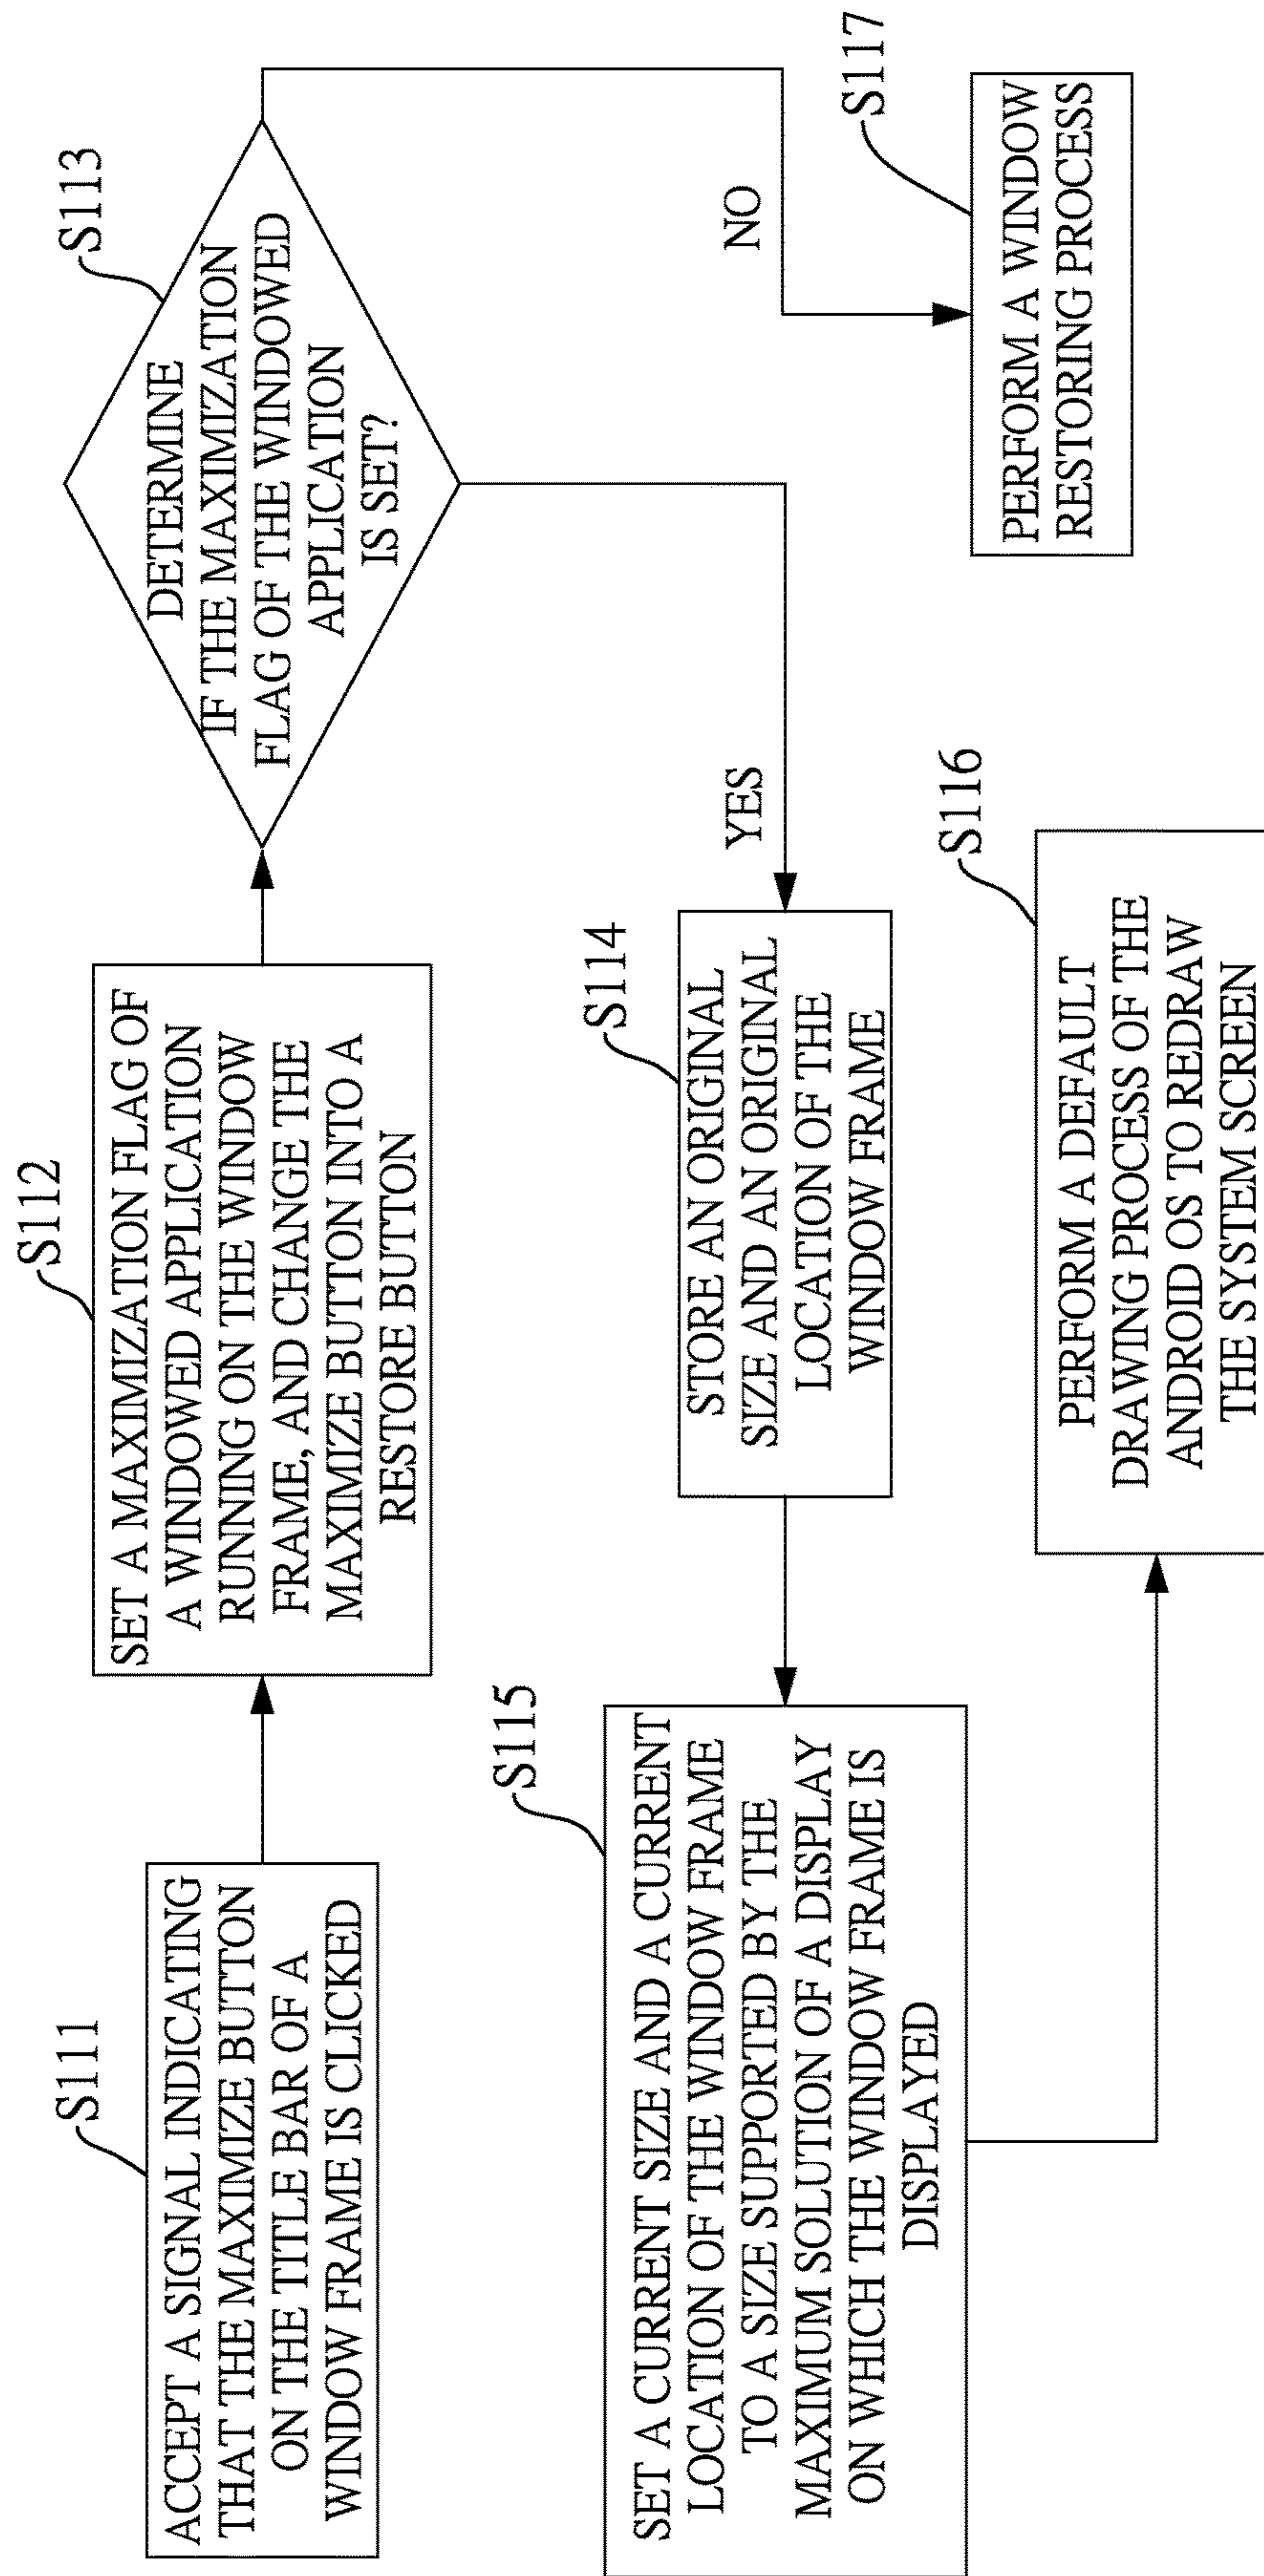 S111
ACCEPT A SIGNAL INDICATING
THAT THE MAXIMIZE BUTTON
ON THE TITLE BAR OF A
WINDOW FRAME IS CLICKED
S112
SET A MAXIMIZATION FLAG OF
A WINDOWED APPLICATION
RUNNING ON THE WINDOW
FRAME, AND CHANGE THE
MAXIMIZE BUTTON INTO A
RESTORE BUTTON
S113
DETERMINE
IF THE MAXIMIZATION
FLAG OF THE WINDOWED
APPLICATION
IS SET?
YES
NO
S114
STORE AN ORIGINAL
SIZE AND AN ORIGINAL
LOCATION OF THE
WINDOW FRAME
S115
SET A CURRENT SIZE AND A CURRENT
LOCATION OF THE WINDOW FRAME
TO A SIZE SUPPORTED BY THE
MAXIMUM SOLUTION OF A DISPLAY
ON WHICH THE WINDOW FRAME IS
DISPLAYED
S116
PERFORM A DEFAULT
DRAWING PROCESS OF THE
ANDROID OS TO REDRAW
THE SYSTEM SCREEN
S117
PERFORM A WINDOW
RESTORING PROCESS